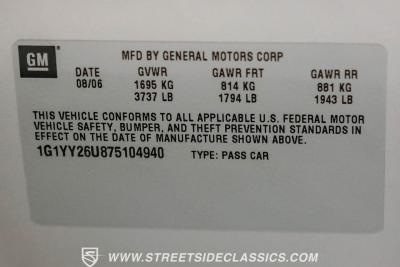 GM
MFD BY GENERAL MOTORS CORP
DATE GVWR GAWR FRT GAWR RR
08/06 1695 KG 814 KG 881 KG
3737 LB 1794 LB 1943 LB
THIS VEHICLE CONFORMS TO ALL APPLICABLE U.S. FEDERAL MOTOR
VEHICLE SAFETY, BUMPER, AND THEFT PREVENTION STANDARDS IN
EFFECT ON THE DATE OF MANUFACTURE SHOWN ABOVE.
1G1YY26U875104940 TYPE: PASS CAR
WWW.STREETSIDECLASSICS.COM